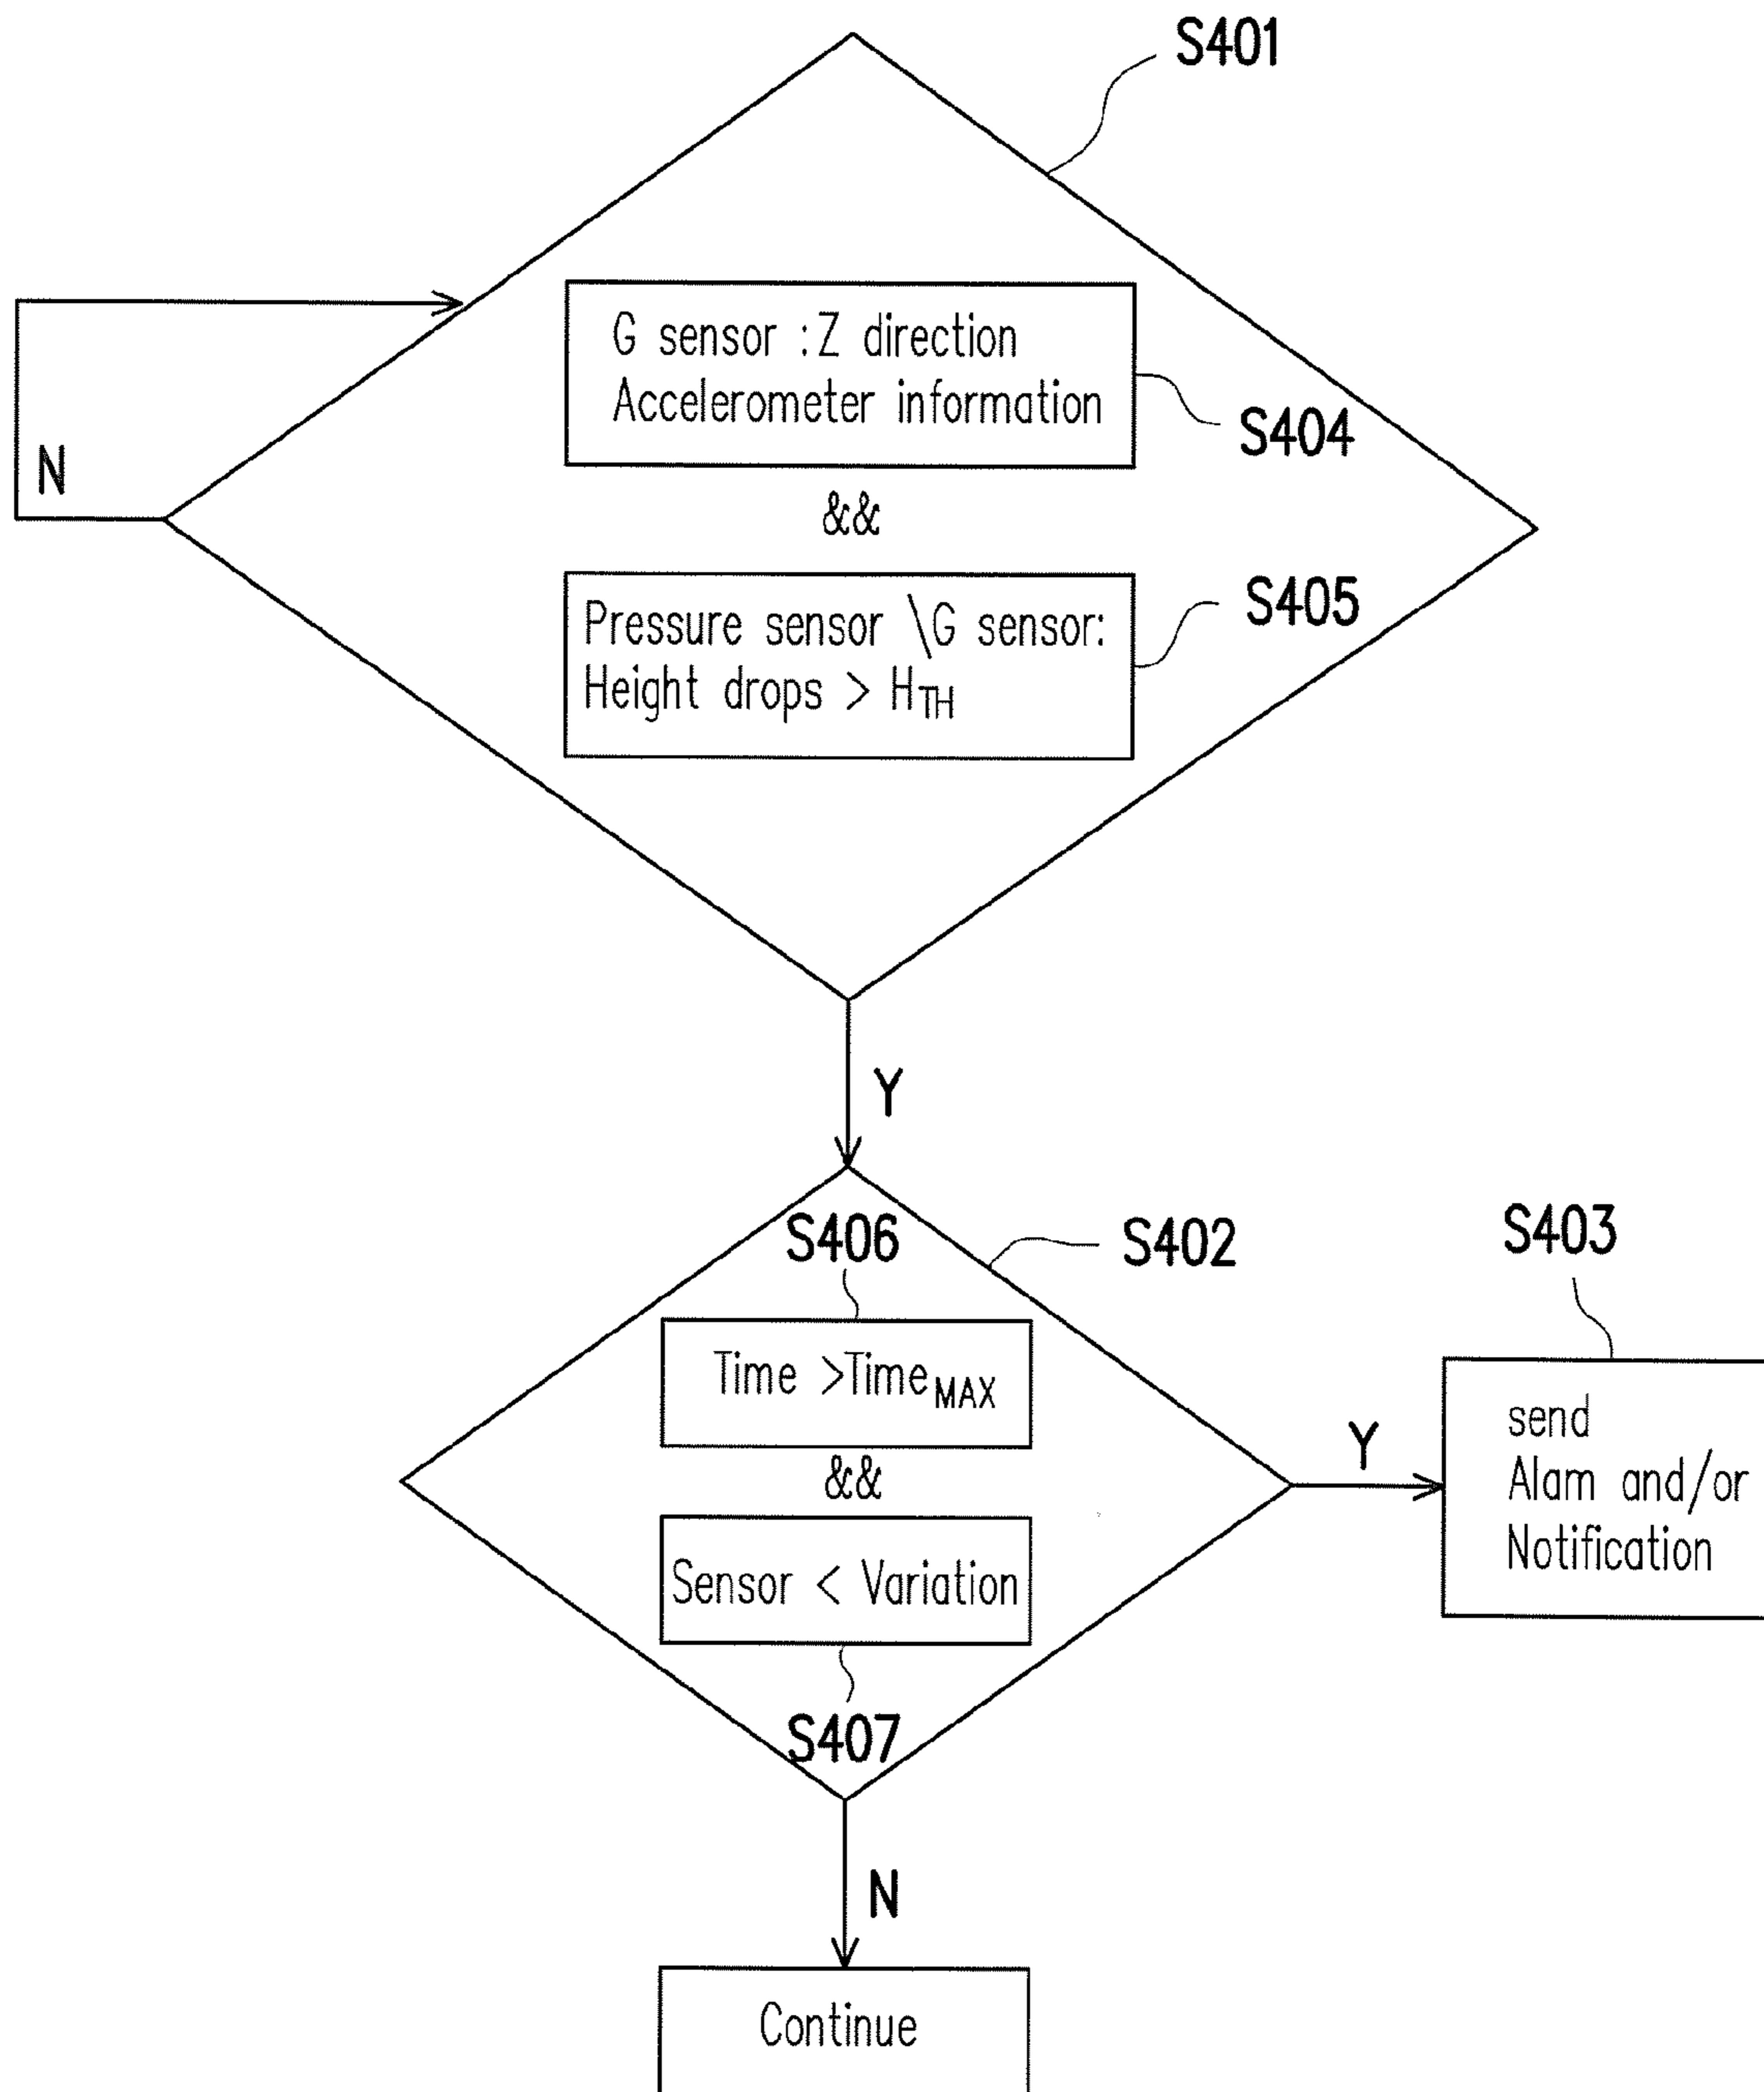 S401
G sensor :Z direction
Accelerometer information
S404
N
&&
S405
Pressure sensor \G sensor:
Height drops > HTH
Y
S406
S402
S403
Time >TimeMAX
&&
Sensor < Variation
Y
send
Alam and/or
Notification
S407
N
Continue